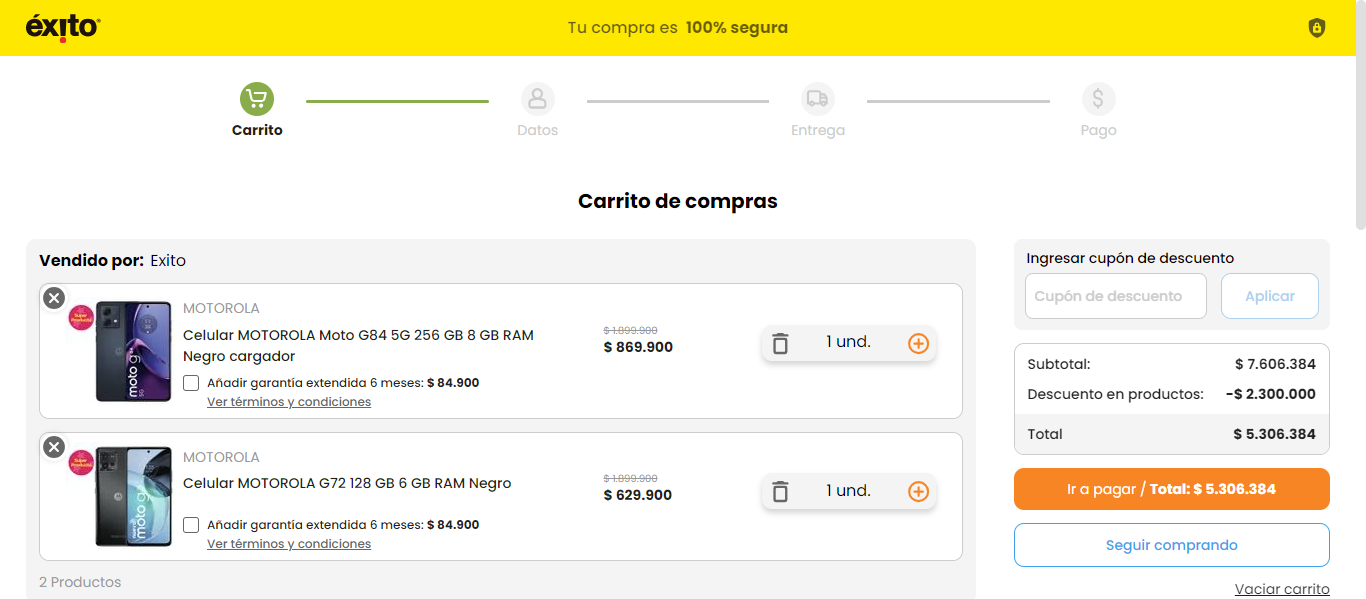 éxito
Tu compra es 100% segura
Carrito
Datos
Entrega
Pago
Carrito de compras
Vendido por: Exito
MOTOROLA
Celular MOTOROLA Moto G84 5G 256 GB 8 GB RAM
Negro cargador
$ 1.899.900
$ 869.900
1 und.
Añadir garantía extendida 6 meses: $ 84.900
Ver términos y condiciones
moto g
MOTOROLA
Celular MOTOROLA G72 128 GB 6 GB RAM Negro
$ 1.899.900
$ 629.900
1 und.
Añadir garantía extendida 6 meses: $ 84.900
Ver términos y condiciones
moto g
2 Productos
Ingresar cupón de descuento
Cupón de descuento
Aplicar
Subtotal: $ 7.606.384
Descuento en productos: -$ 2.300.000
Total $ 5.306.384
Ir a pagar / Total: $ 5.306.384
Seguir comprando
Vaciar carrito